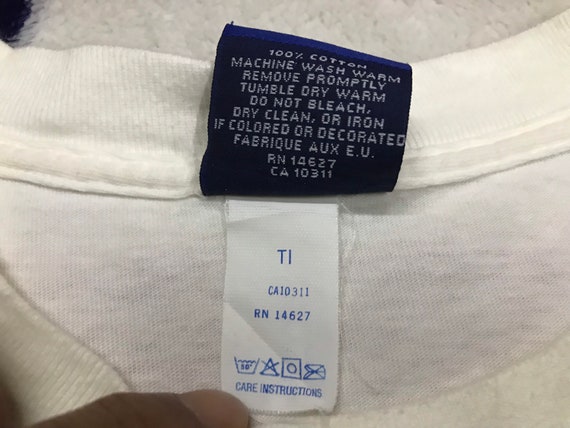 100% COTTON
MACHINE WASH WARM
REMOVE PROMPTLY
TUMBLE DRY WARM
DO NOT BLEACH,
DRY CLEAN, OR IRON
IF COLORED OR DECORATED
FABRIQUE AUX E.U.
RN 14627
CA 10311
TI
CA10311
RN 14627
CARE INSTRUCTIONS